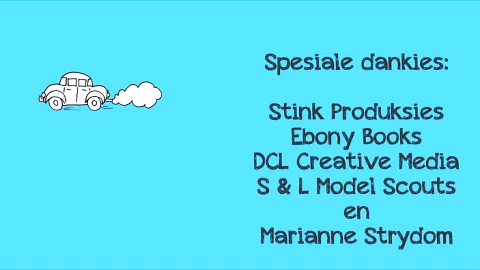 Spesiale dankies:
Stink Produksies
Ebony Books
DCL Creative Media
S & L Model Scouts
en
Marianne Strydom